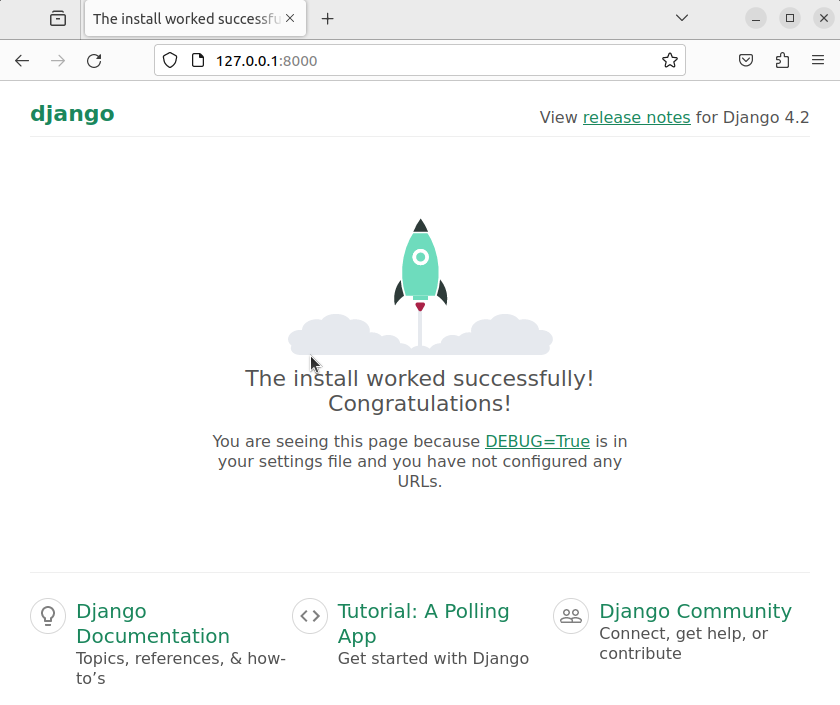 The install worked successfu
127.0.0.1:8000
django
View release notes for Django 4.2
The install worked successfully!
Congratulations!
You are seeing this page because DEBUG=True is in
your settings file and you have not configured any
URLs.
Django
Documentation
Topics, references, & how-
to’s
Tutorial: A Polling
App
Get started with Django
Django Community
Connect, get help, or
contribute